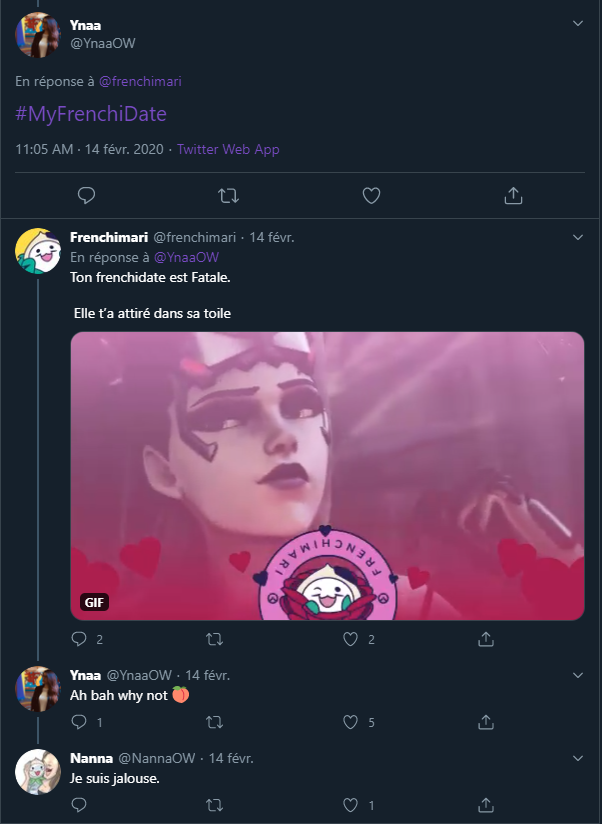 Ynaa
@YnaaOW
En réponse à @frenchimari
#MyFrenchiDate
11:05 AM · 14 févr. 2020 · Twitter Web App
Frenchimari @frenchimari · 14 févr.
En réponse à @YnaaOW
Ton frenchidate est Fatale.
Elle t’a attiré dans sa toile
FRENCHIMARI
GIF
2 2
Ynaa @YnaaOW · 14 févr.
Ah bah why not 🍑
1 5
Nanna @NannaOW · 14 févr.
Je suis jalouse.
1